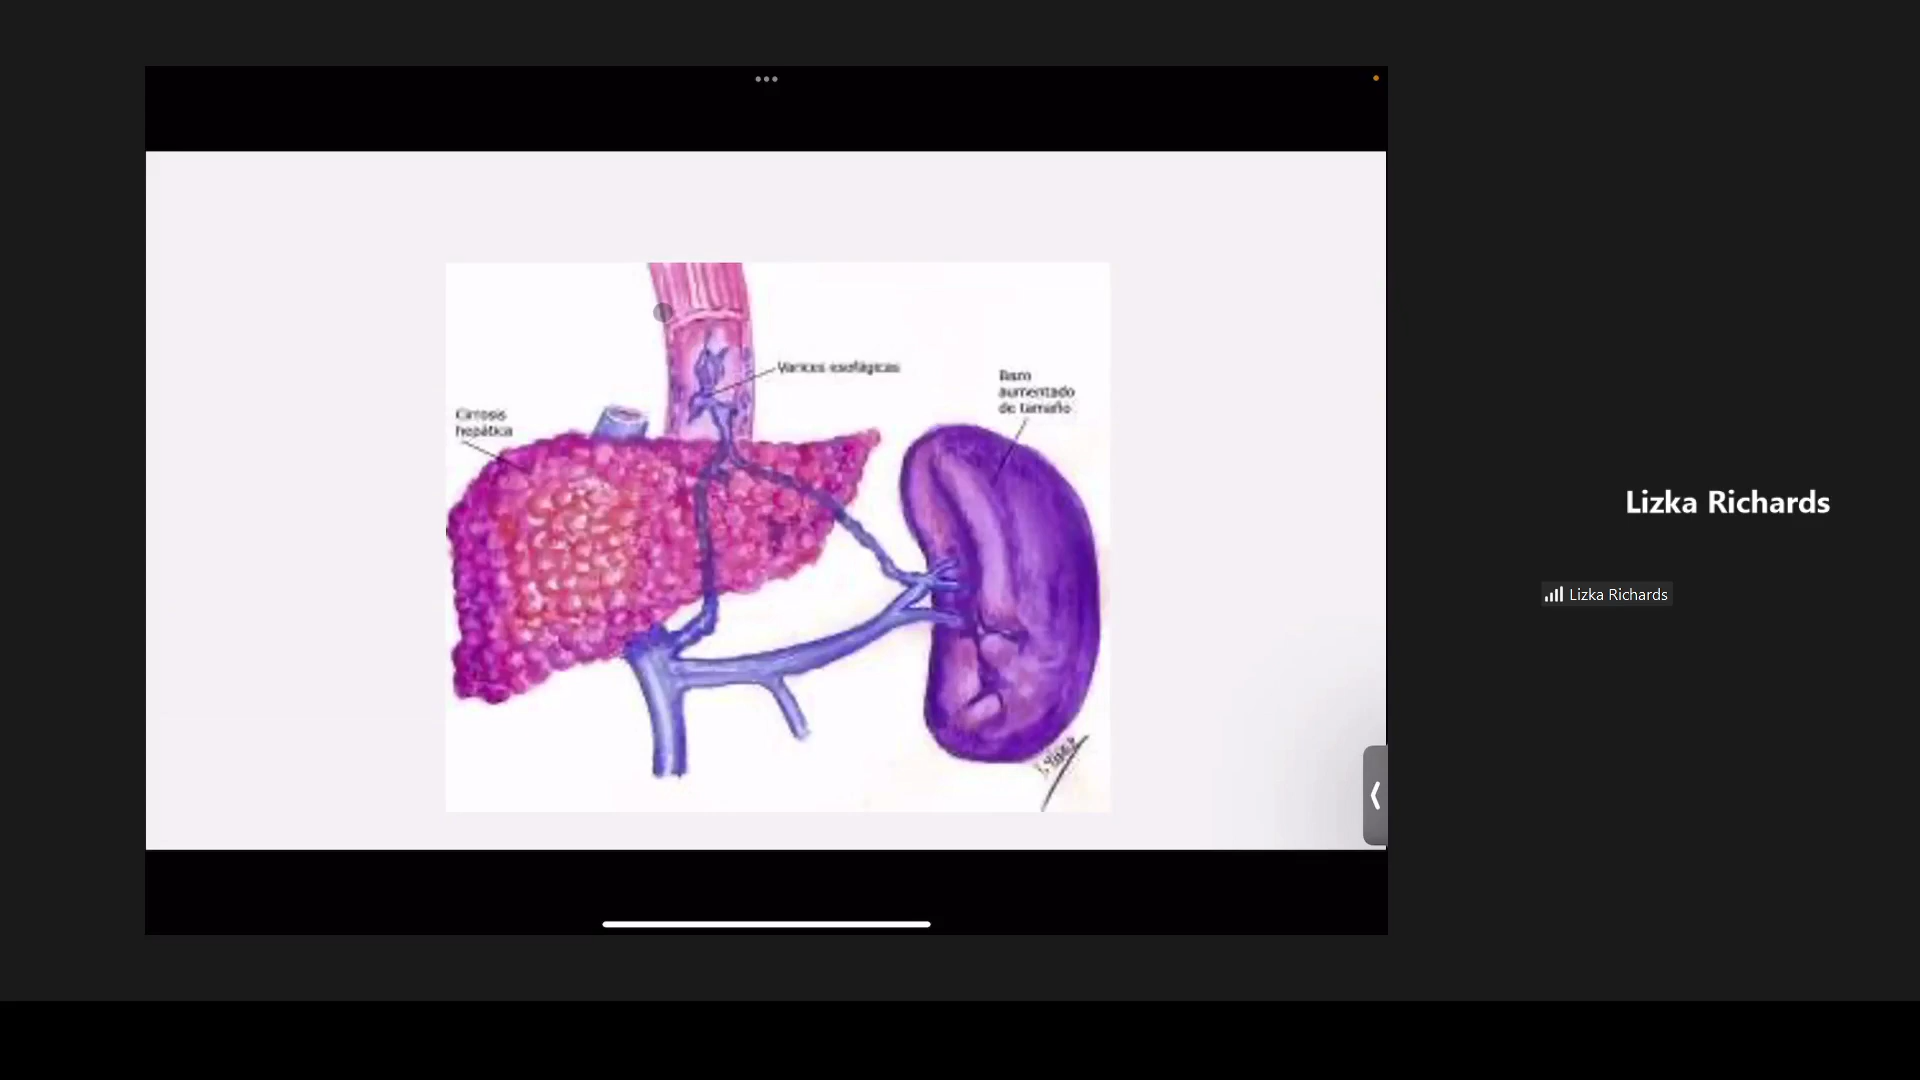 Varices esofágicas
Bazo
aumentado
de tamaño
Cirrosis
hepática
Lizka Richards
Lizka Richards